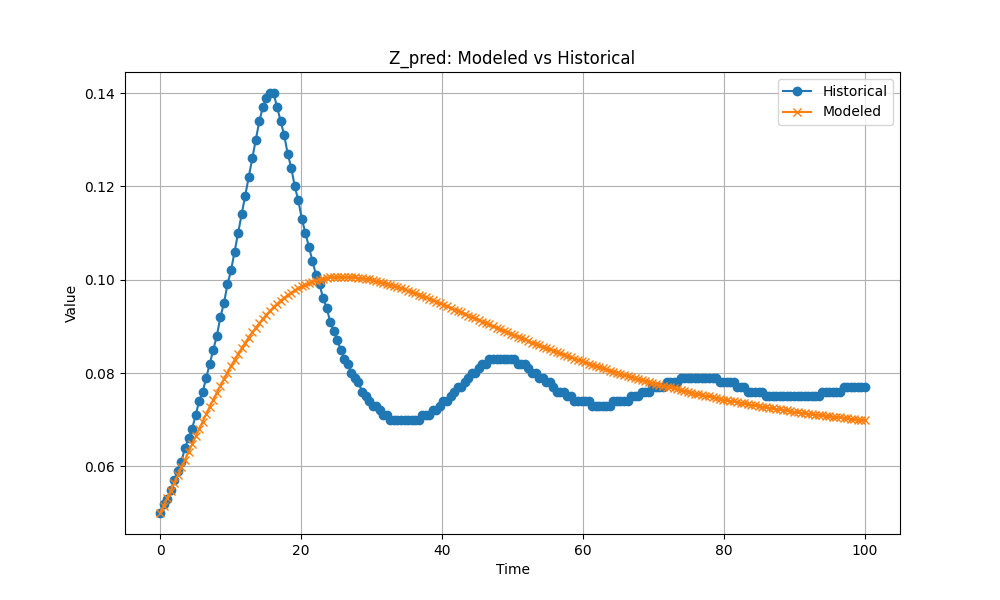 Z_pred: Modeled vs Historical
Historical
Modeled
Value
0.14
0.12
0.10
0.08
0.06
0
20
40
60
80
100
Time